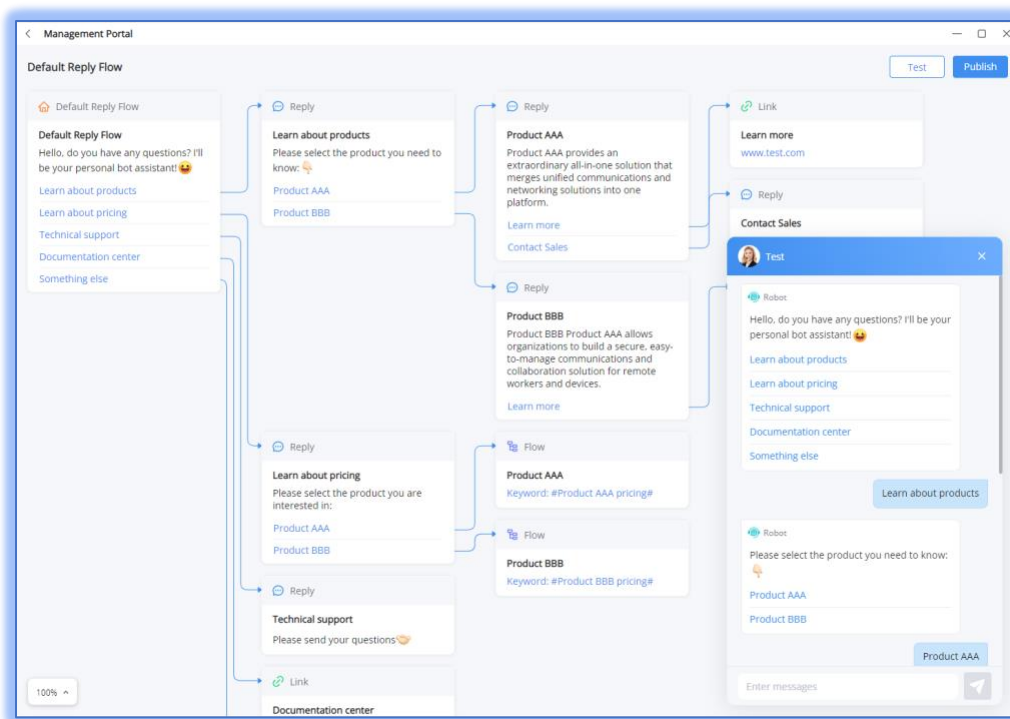 Management Portal
Default Reply Flow
Test
Publish
Default Reply Flow
Default Reply Flow
Hello, do you have any questions? I'll
be your personal bot assistant!😆
Learn about products
Learn about pricing
Technical support
Documentation center
Something else
Reply
Learn about products
Please select the product you need to
know: 👇🏻
Product AAA
Product BBB
Reply
Product AAA
Product AAA provides an
extraordinary all-in-one solution that
merges unified communications and
networking solutions into one
platform.
Learn more
Contact Sales
Link
Learn more
www.test.com
Reply
Contact Sales
Reply
Product BBB
Product BBB Product AAA allows
organizations to build a secure, easy-
to-manage communications and
collaboration solution for remote
workers and devices.
Learn more
Reply
Learn about pricing
Please select the product you are
interested in:
Product AAA
Product BBB
Flow
Product AAA
Keyword: #Product AAA pricing#
Flow
Product BBB
Keyword: #Product BBB pricing#
Reply
Technical support
Please send your questions🤝🏻
Link
Documentation center
100%
Test
Robot
Hello, do you have any questions? I'll be your
personal bot assistant!😆
Learn about products
Learn about pricing
Technical support
Documentation center
Something else
Learn about products
Robot
Please select the product you need to know:
👇🏻
Product AAA
Product BBB
Product AAA
Enter messages